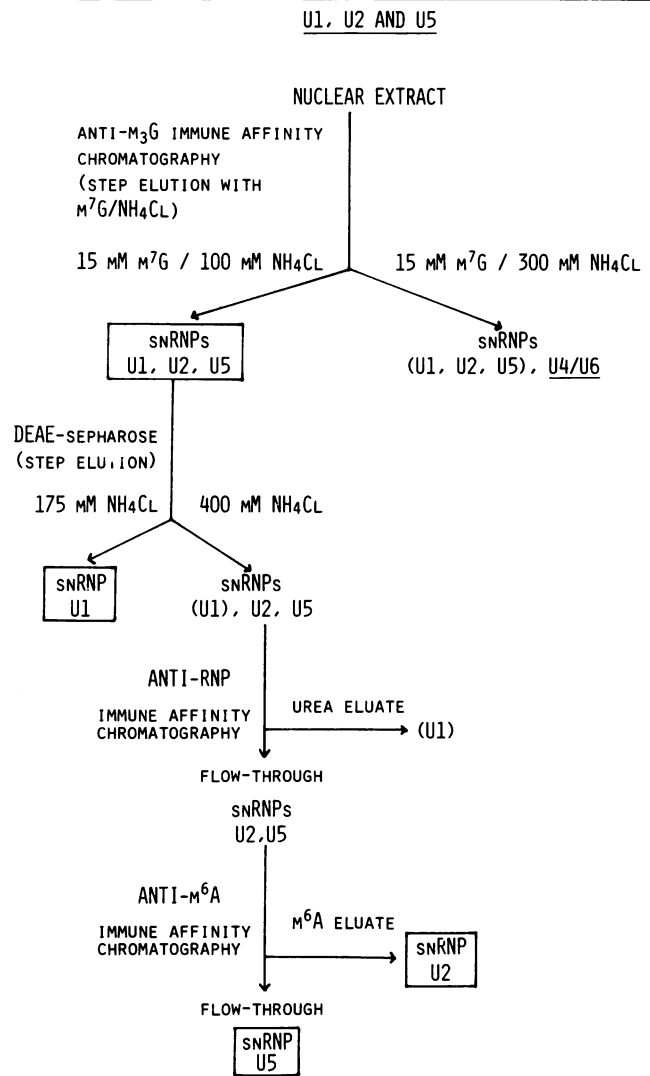 U1, U2 AND U5
NUCLEAR EXTRACT
ANTI-M₃G IMMUNE AFFINITY
CHROMATOGRAPHY
(STEP ELUTION WITH
M⁷G/NH₄CL)
15 MM M⁷G / 100 MM NH₄CL
15 MM M⁷G / 300 MM NH₄CL
SNRNPS
U1, U2, U5
SNRNPS
(U1, U2, U5), U4/U6
DEAE-SEPHAROSE
(STEP ELUTION)
175 MM NH₄CL
400 MM NH₄CL
SNRNP
U1
SNRNPS
(U1), U2, U5
ANTI-RNP
IMMUNE AFFINITY
CHROMATOGRAPHY
UREA ELUATE
(U1)
FLOW-THROUGH
SNRNPS
U2,U5
ANTI-M⁶A
IMMUNE AFFINITY
CHROMATOGRAPHY
M⁶A ELUATE
SNRNP
U2
FLOW-THROUGH
SNRNP
U5